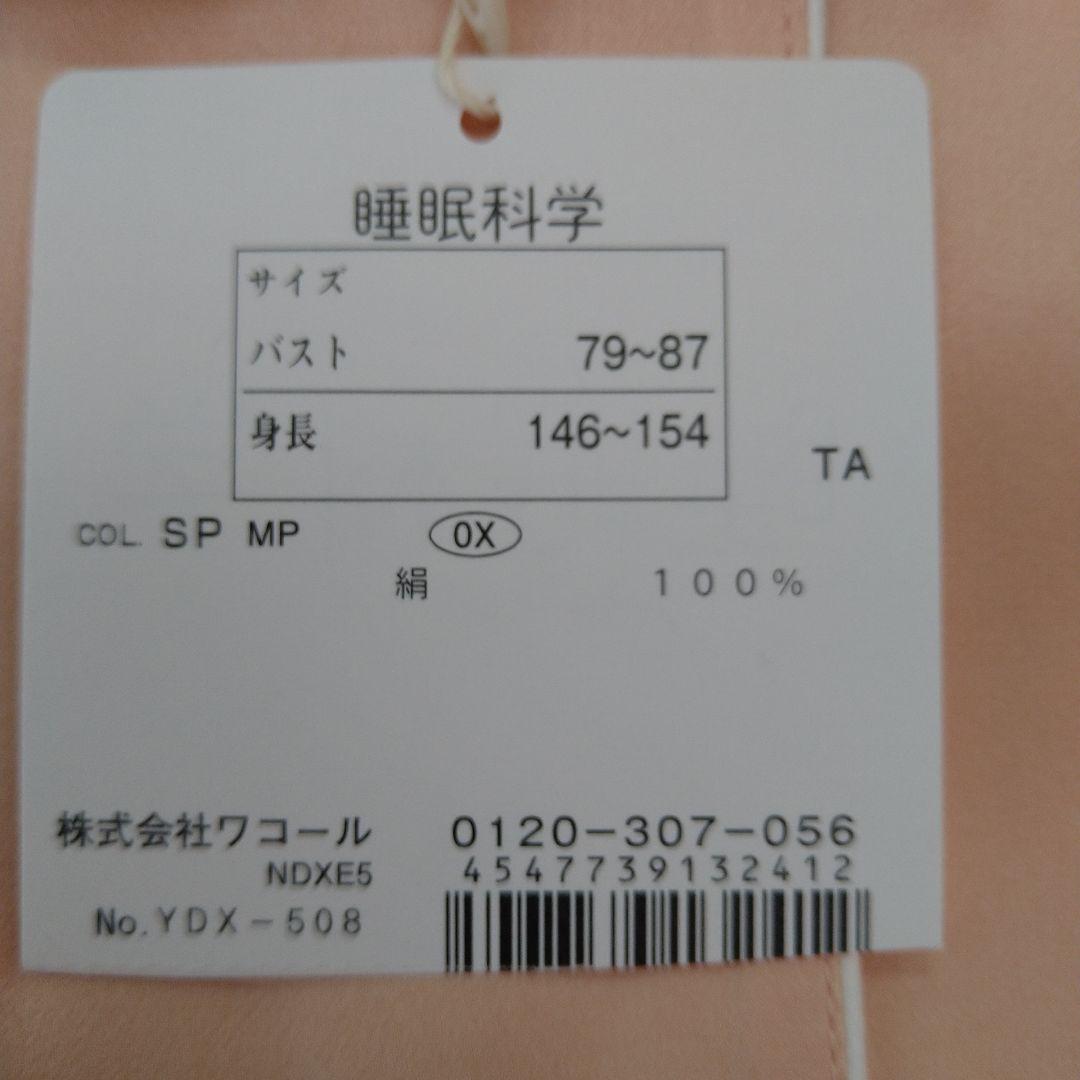 睡眠科学
サイズ
バスト 79~87
身長 146~154
TA
COL. SP MP 0X
絹 100%
株式会社ワコール 0120-307-056
NDXE5 4547739132412
No.YDX-508